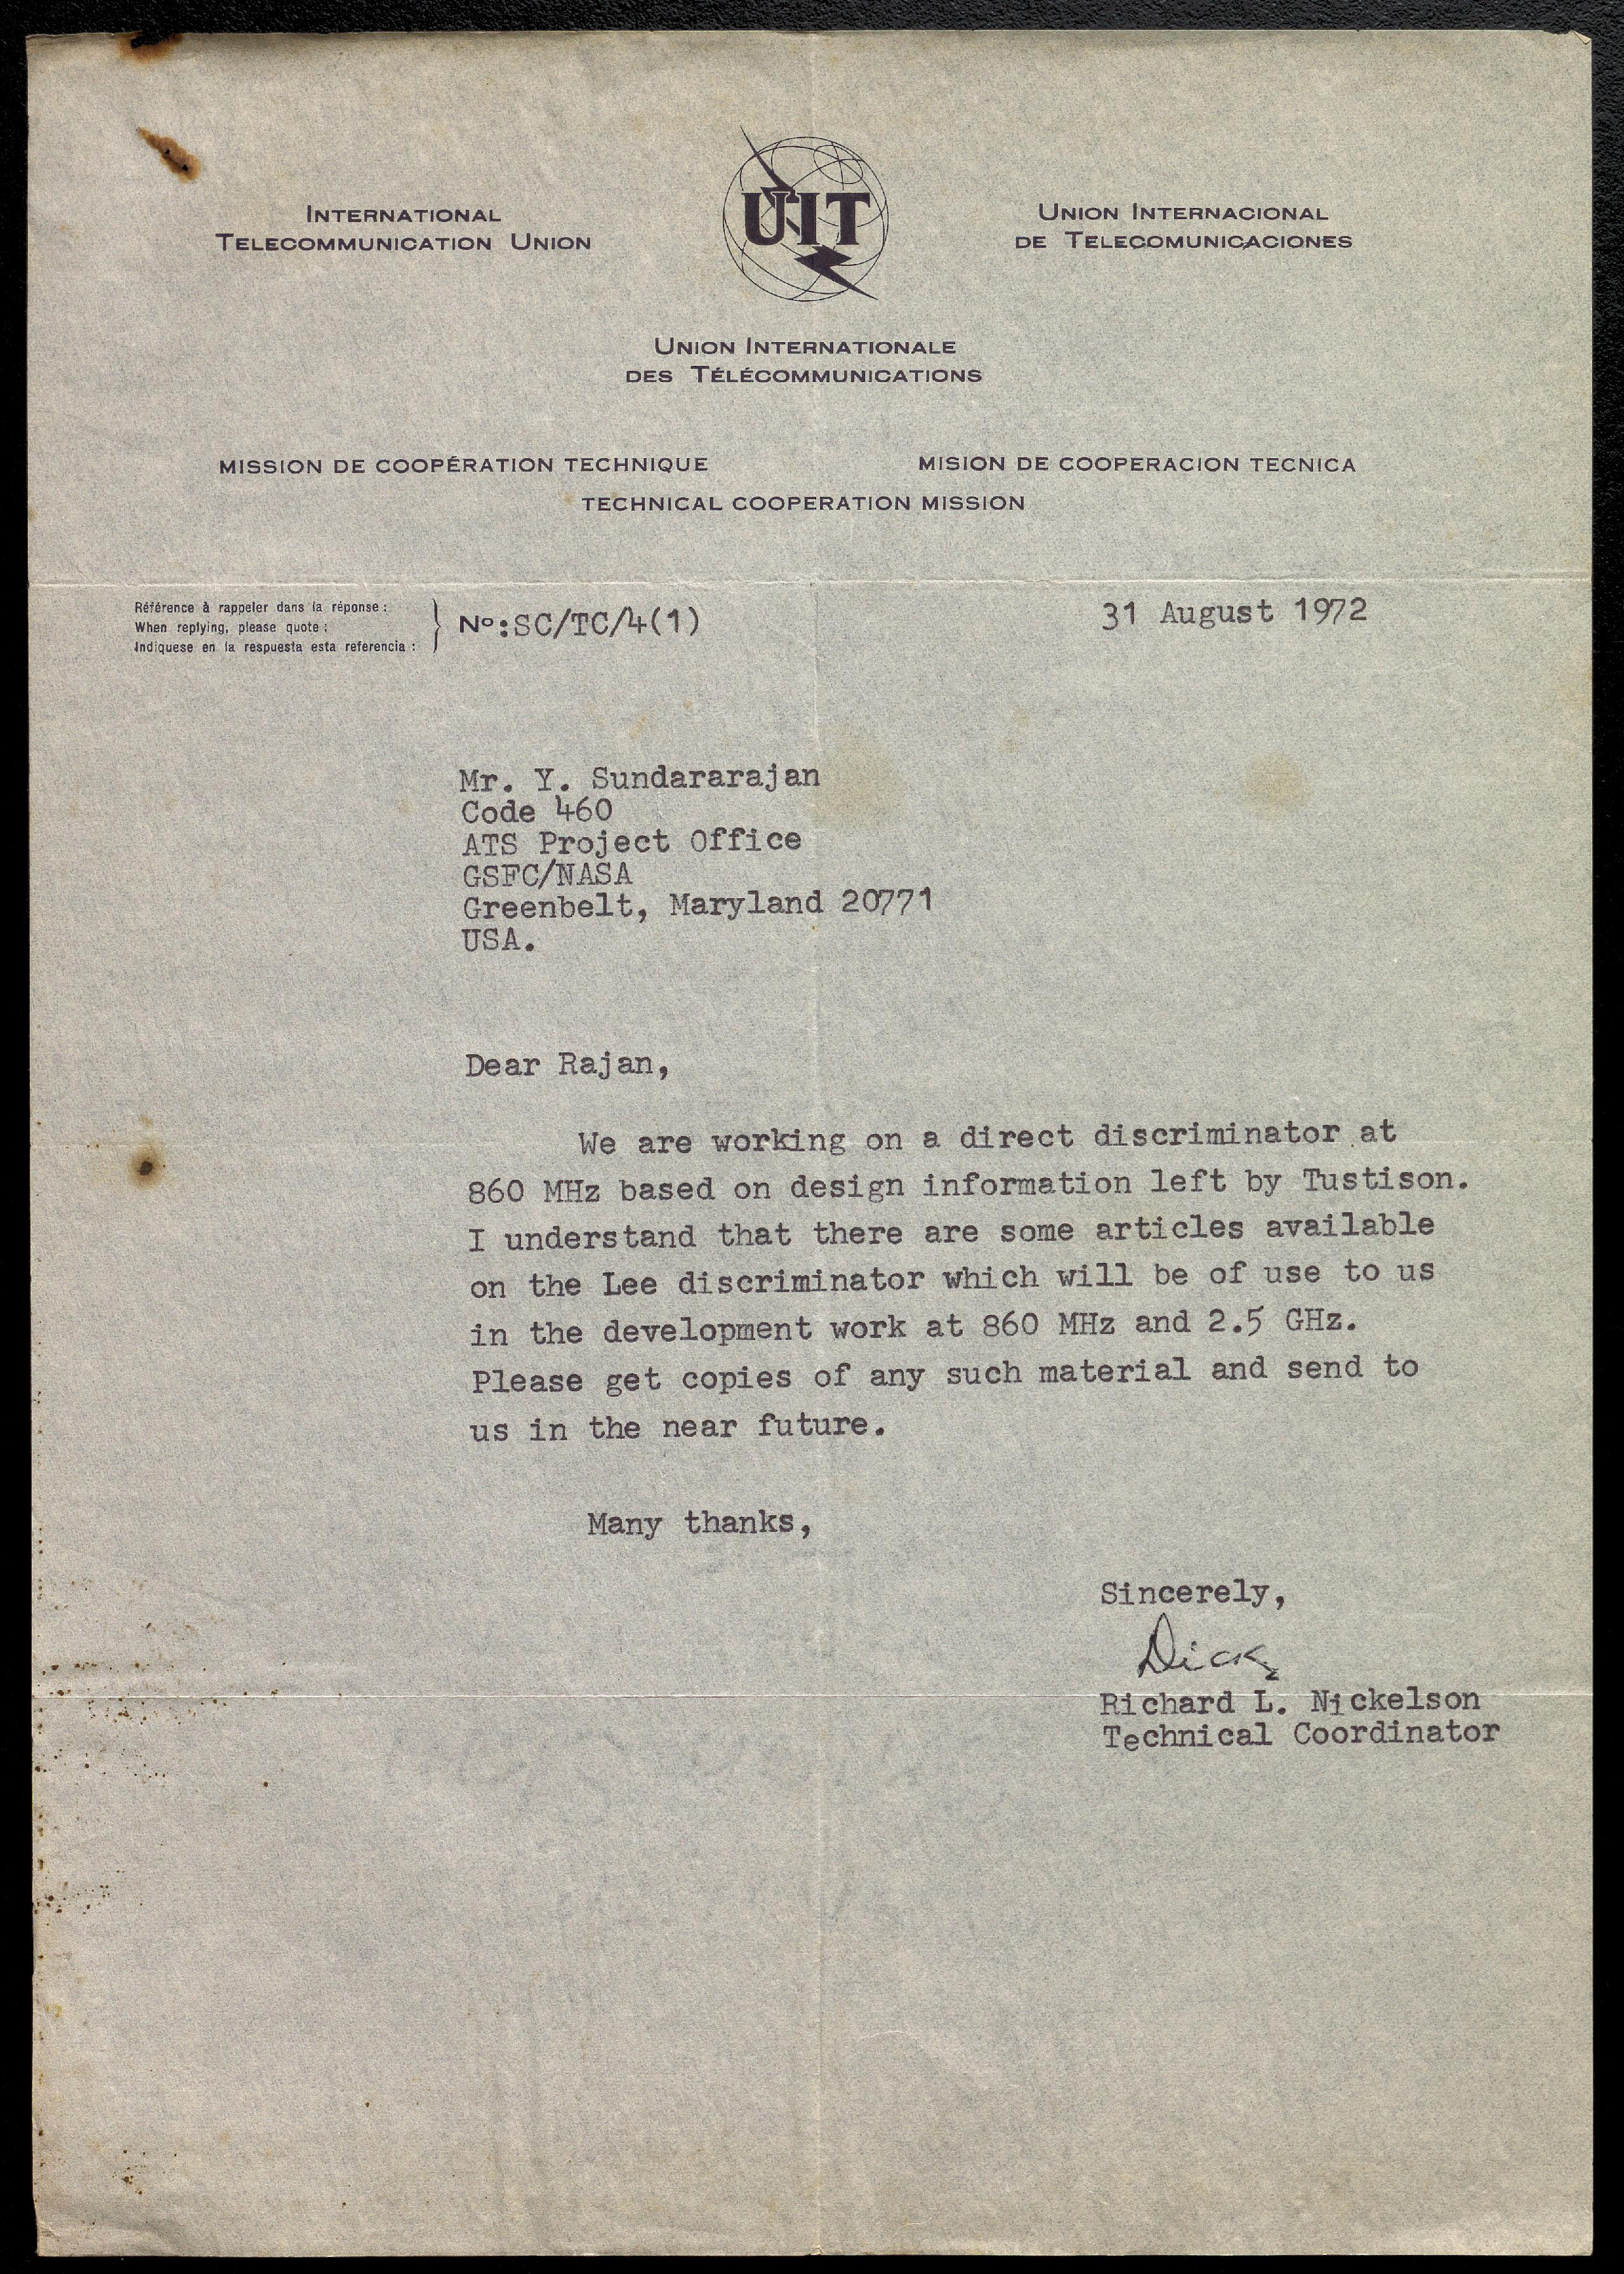 INTERNATIONAL
TELECOMMUNICATION UNION
UIT
UNION INTERNACIONAL
DE TELECOMUNICACIONES
UNION INTERNATIONALE
DES TÉLÉCOMMUNICATIONS
MISSION DE COOPÉRATION TECHNIQUE
MISION DE COOPERACION TECNICA
TECHNICAL COOPERATION MISSION
Référence à rappeler dans la réponse :
When replying, please quote :
Indiquese en la respuesta esta referencia :
Nº:SC/TC/4(1)
31 August 1972
Mr. Y. Sundararajan
Code 460
ATS Project Office
GSFC/NASA
Greenbelt, Maryland 20771
USA.
Dear Rajan,
We are working on a direct discriminator at
860 MHz based on design information left by Tustison.
I understand that there are some articles available
on the Lee discriminator which will be of use to us
in the development work at 860 MHz and 2.5 GHz.
Please get copies of any such material and send to
us in the near future.
Many thanks,
Sincerely,
Dick
Richard L. Nickelson
Technical Coordinator